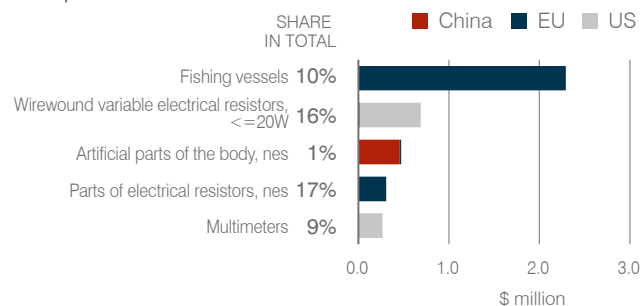 SHARE
IN TOTAL
China EU US
Fishing vessels 10%
Wirewound variable electrical resistors,
<=20W 16%
Artificial parts of the body, nes 1%
Parts of electrical resistors, nes 17%
Multimeters 9%
0.0 1.0 2.0 3.0
$ million